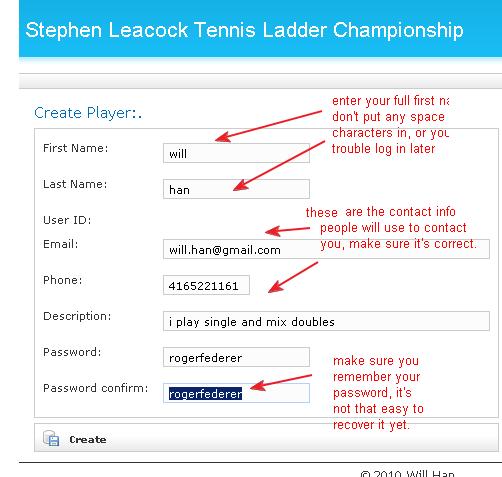 Stephen Leacock Tennis Ladder Championship
enter your full first
don't put any space
characters in, or you
trouble log in later
Create Player:.
First Name:
will
Last Name:
han
User ID:
these are the contact info
people will use to contact
you, make sure it's correct.
Email:
will.han@gmail.com
Phone:
4165221161
Description:
i play single and mix doubles
Password:
rogerfederer
make sure you
remember your
password, it's
not that easy to
recover it yet.
Password confirm:
rogerfederer
Create
© 2010 Will Han